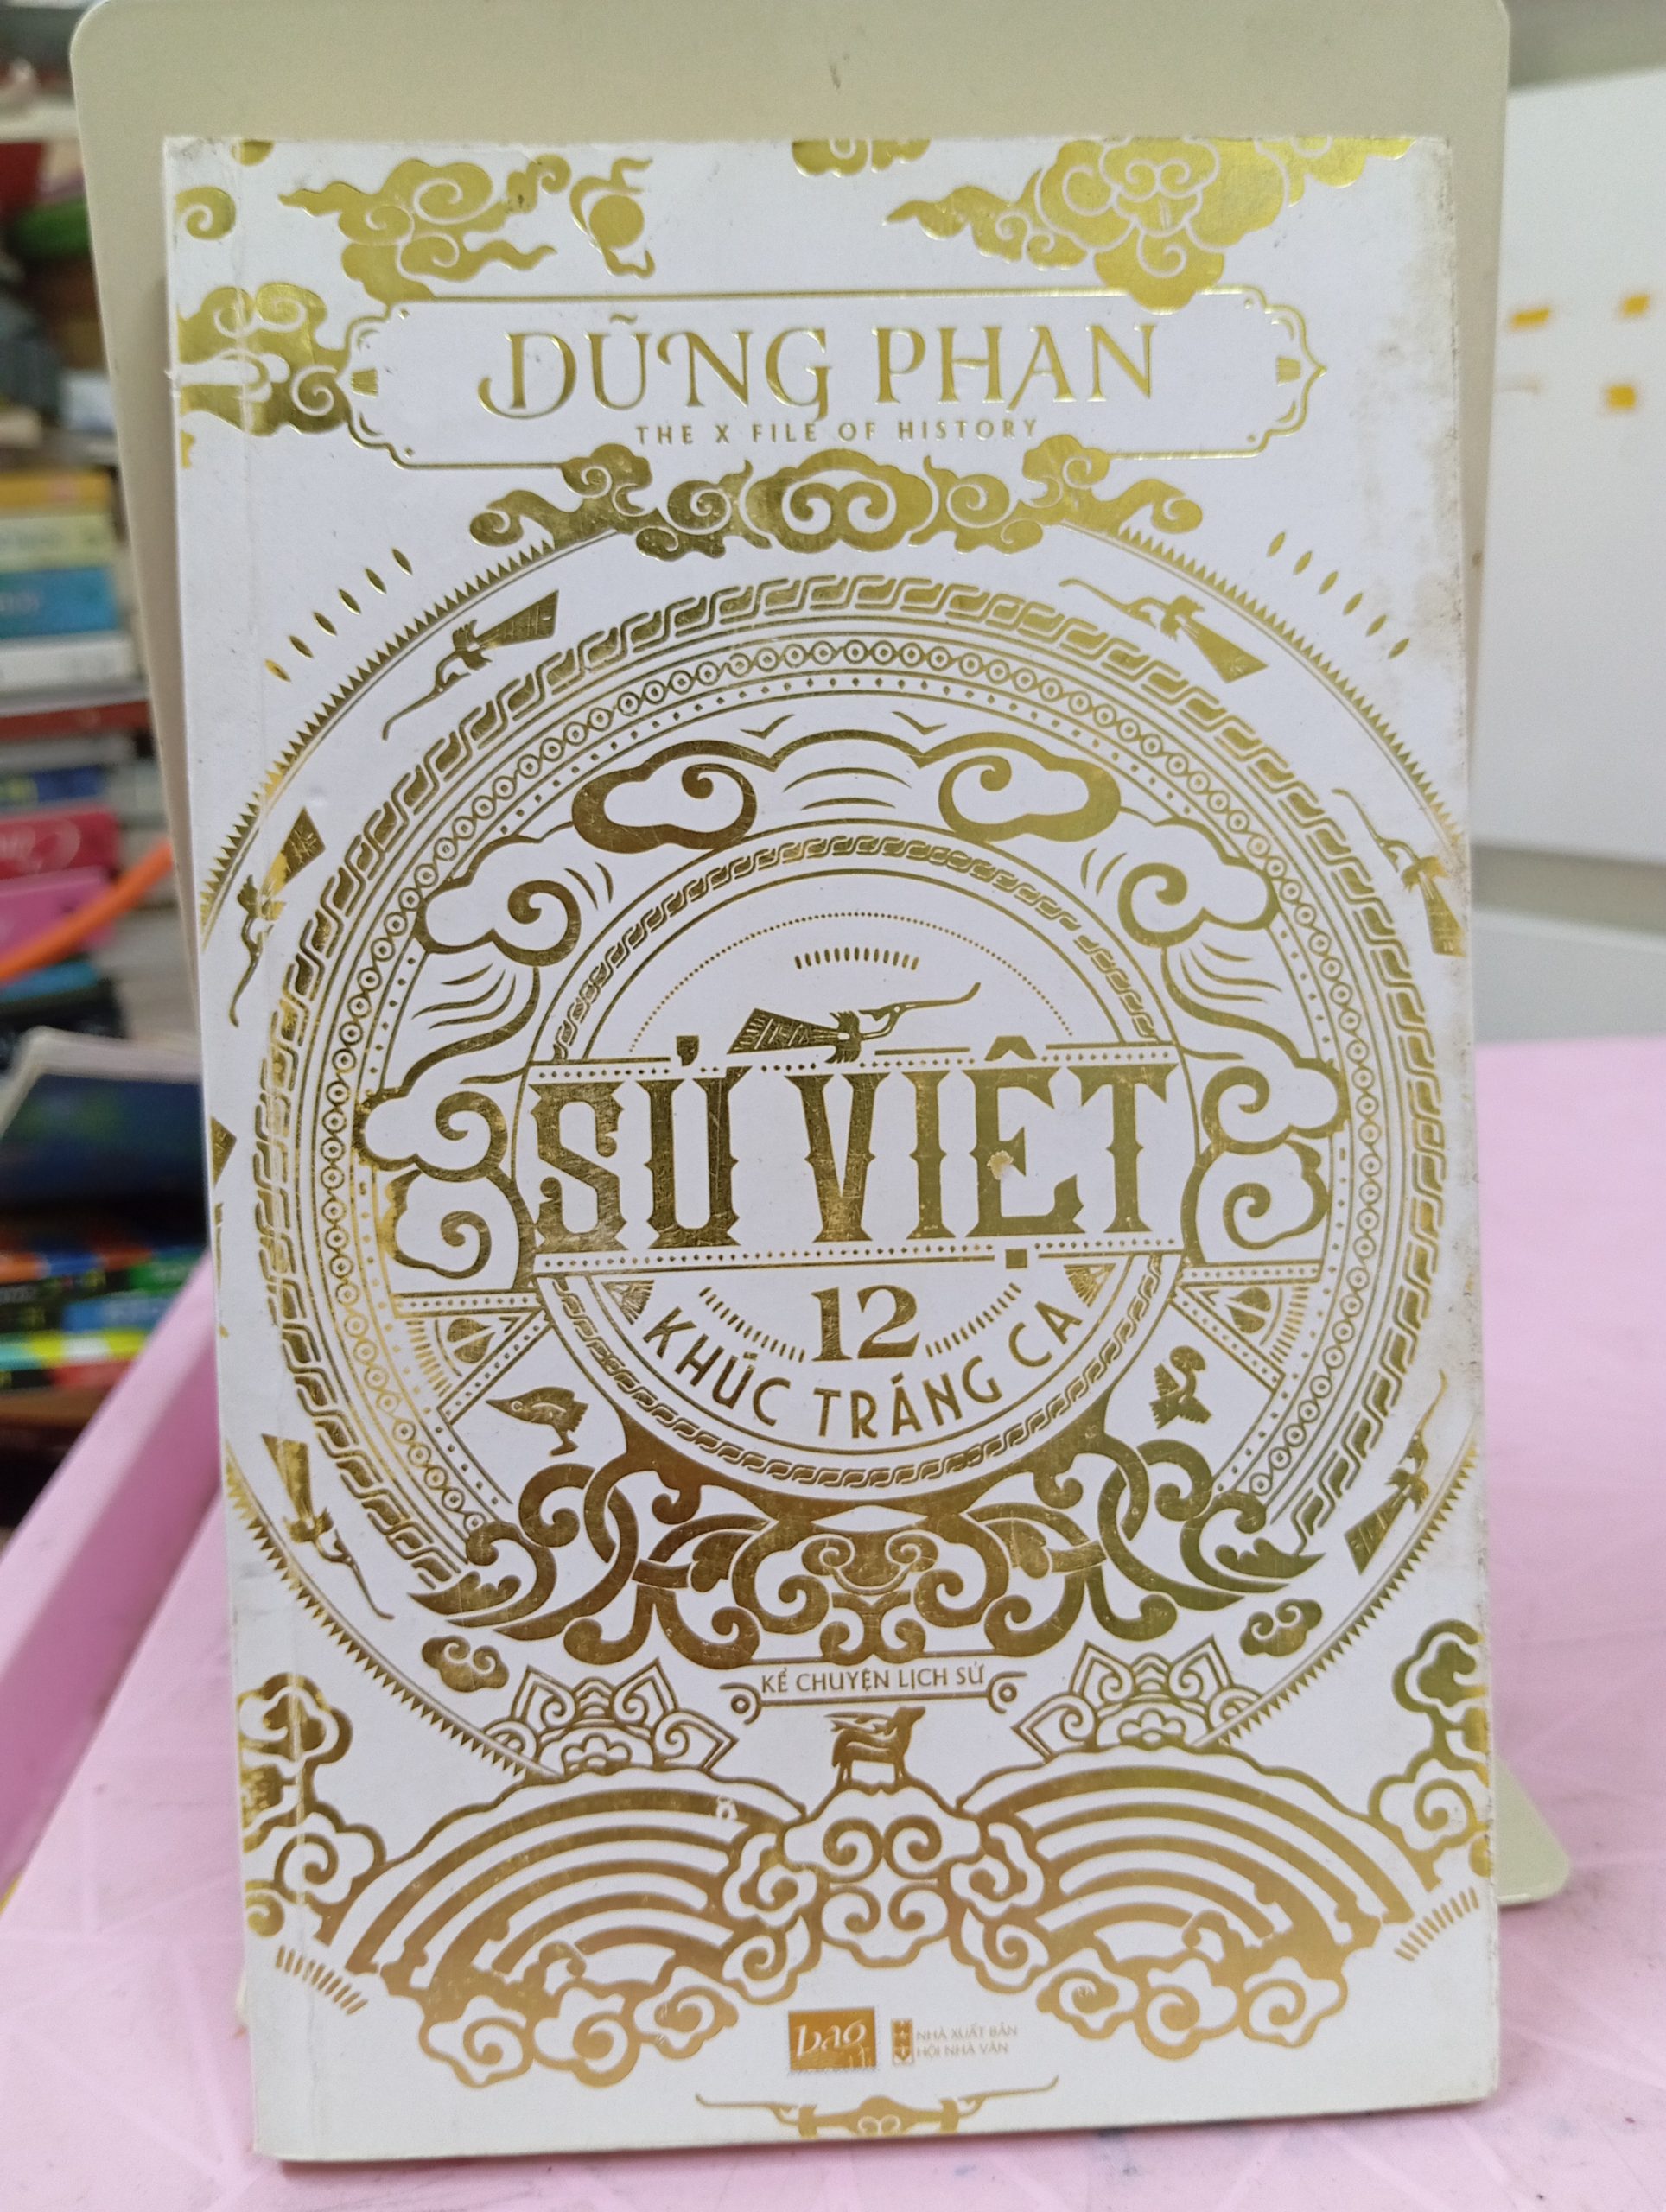 DŨNG PHAN
THE X FILE OF HISTORY
SỬ VIỆT
12
KHÚC TRÁNG CA
KỂ CHUYỆN LỊCH SỬ
bão
NHÀ XUẤT BẢN
HỘI NHÀ VĂN